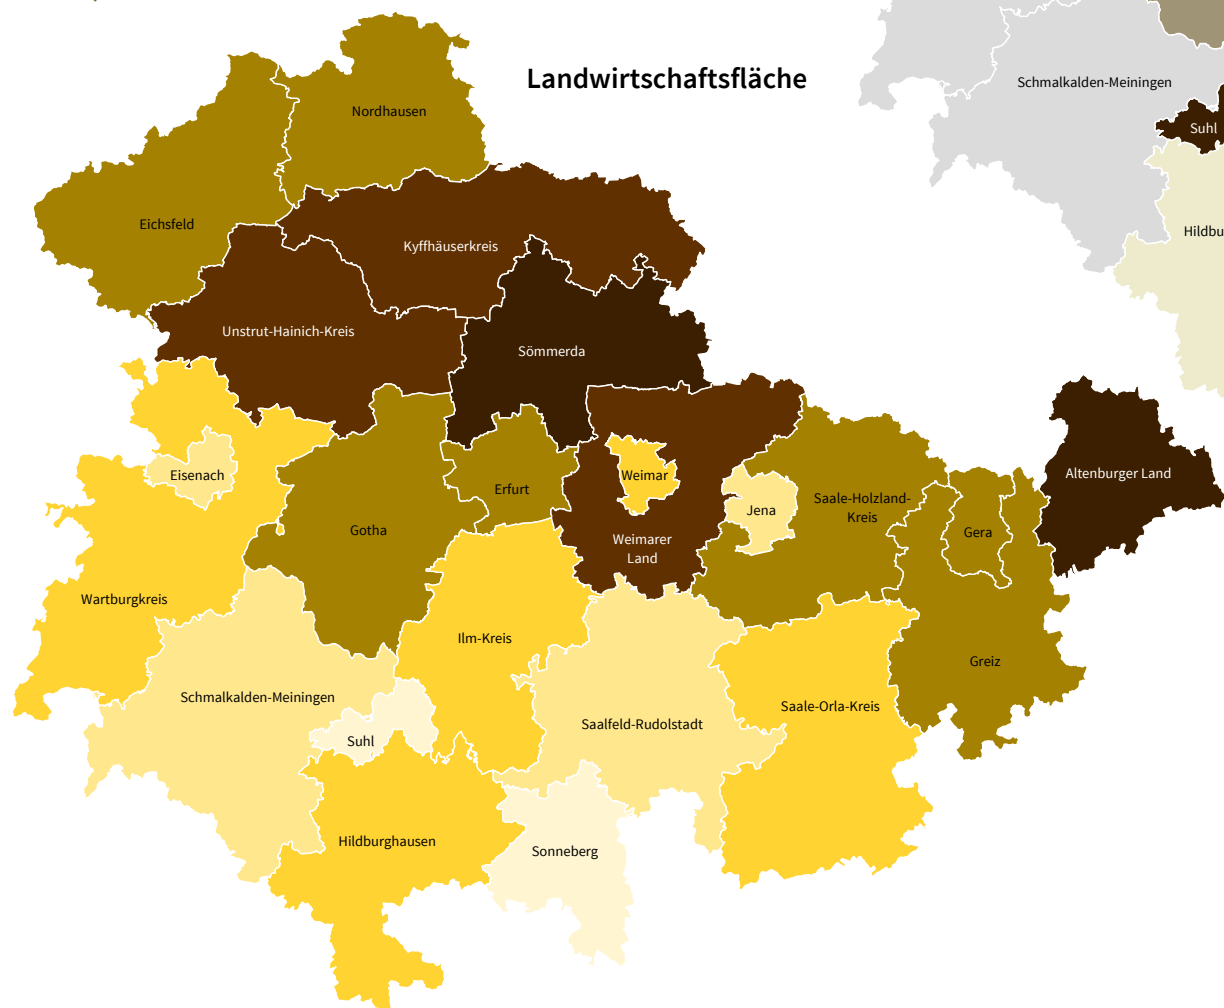 Landwirtschaftsfläche
Schmalkalden-Meiningen
Suhl
Nordhausen
Eichsfeld
Hildbu
Kyffhäuserkreis
Unstrut-Hainich-Kreis
Sömmerda
Eisenach
Weimar
Altenburger Land
Erfurt
Jena
Saale-Holzland-
Kreis
Gotha
Gera
Weimarer
Land
Wartburgkreis
Ilm-Kreis
Greiz
Schmalkalden-Meiningen
Saalfeld-Rudolstadt
Saale-Orla-Kreis
Suhl
Hildburghausen
Sonneberg